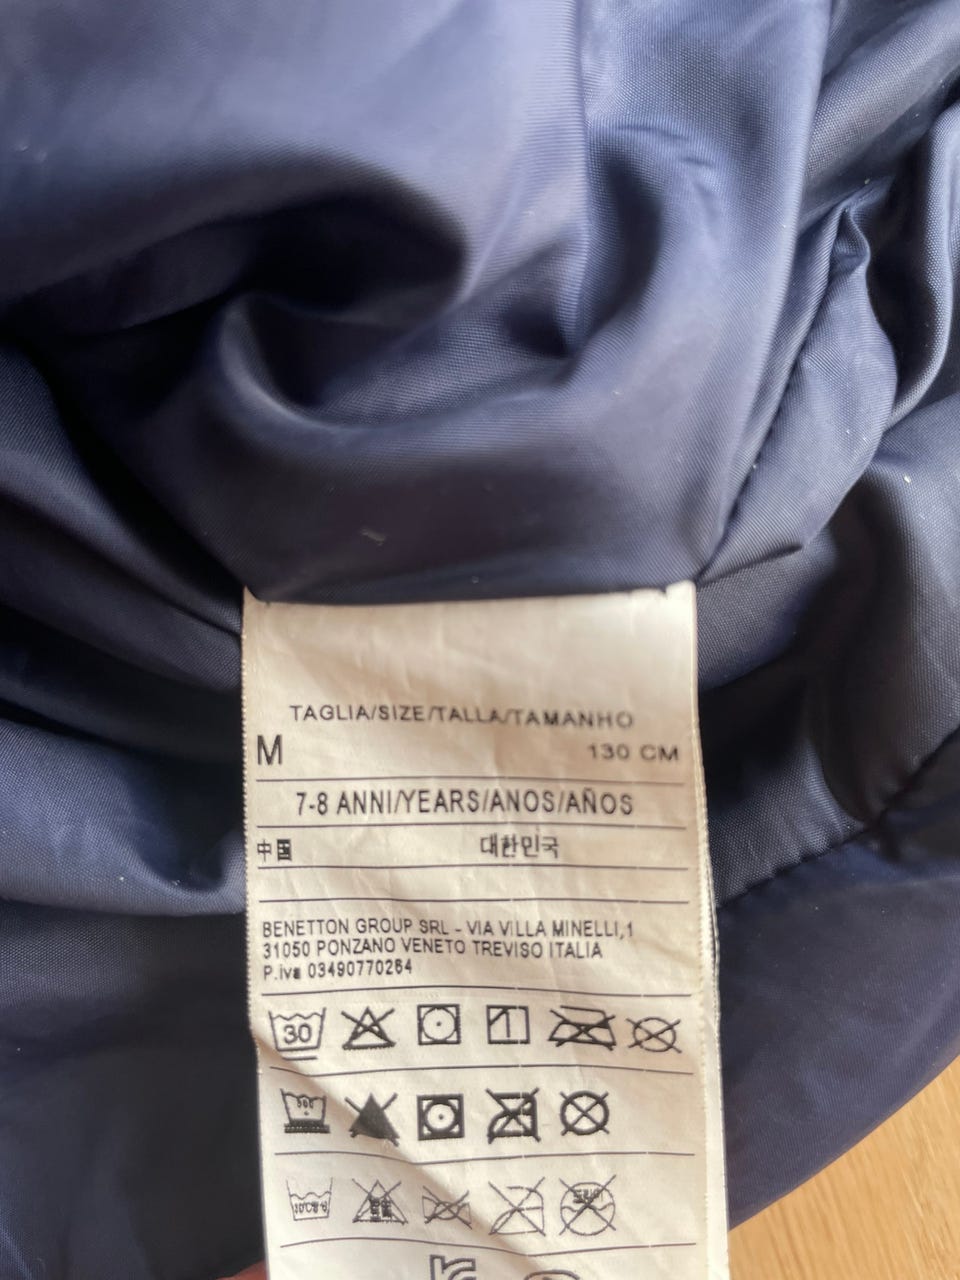 TAGLIA/SIZE/TALLA/TAMANHO
M 130 CM
7-8 ANNI/YEARS/ANOS/AÑOS
中国 대한민국
BENETTON GROUP SRL - VIA VILLA MINELLI,1
31050 PONZANO VENETO TREVISO ITALIA
P.iva 03490770264
30